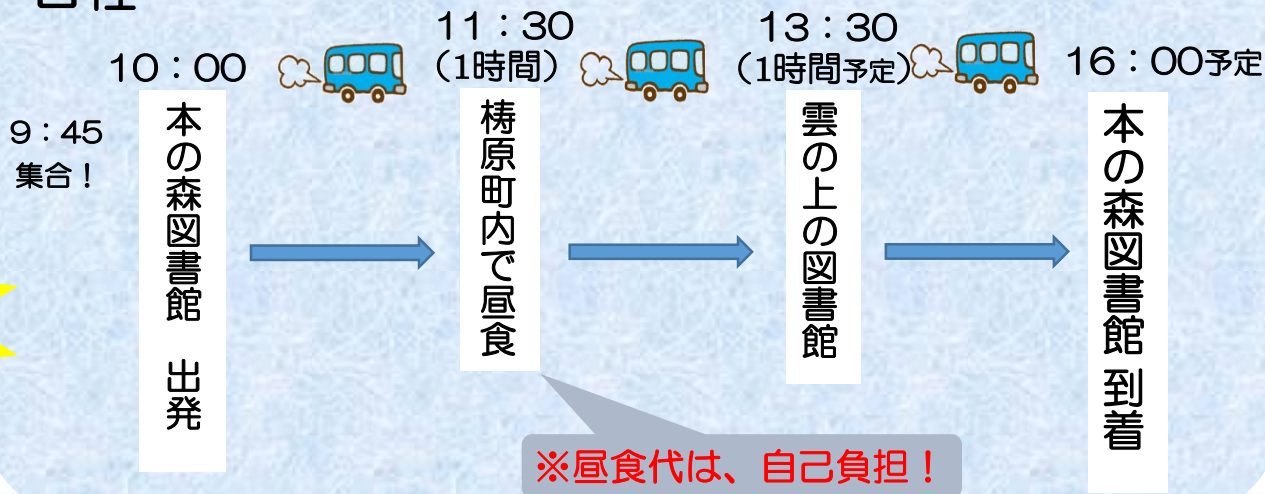 日程
9：45
集合！
10：00
本の森図書館　出発
11：30
（1時間）
梼原町内で昼食
※昼食代は、自己負担！
13：30
（1時間予定）
雲の上の図書館
16：00予定
本の森図書館 到着